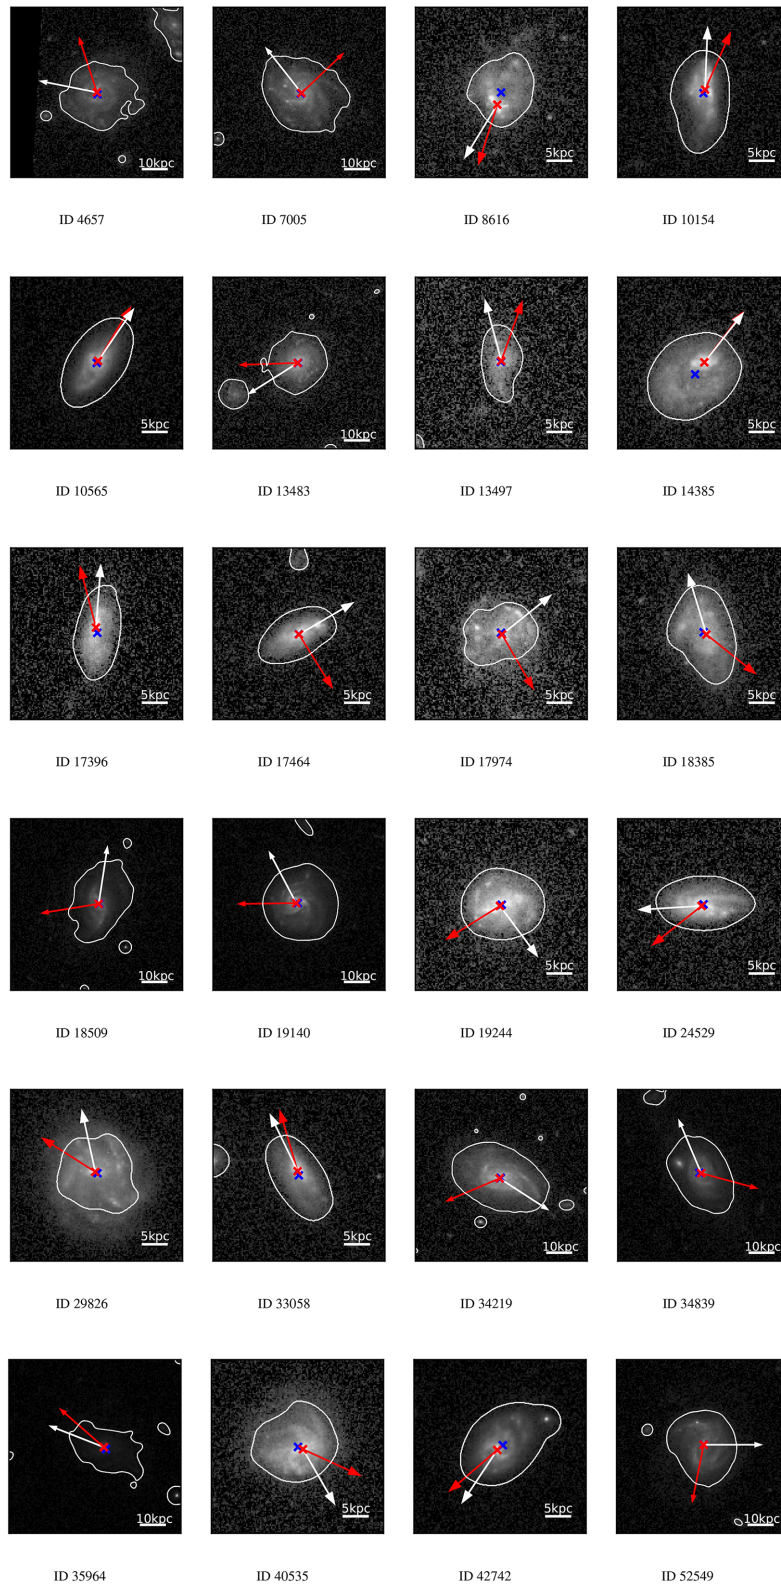 10kpc 10kpc 5kpc 5kpc
ID 4657 ID 7005 ID 8616 ID 10154
5kpc 10kpc 5kpc 5kpc
ID 10565 ID 13483 ID 13497 ID 14385
5kpc 5kpc 5kpc 5kpc
ID 17396 ID 17464 ID 17974 ID 18385
10kpc 10kpc 5kpc 5kpc
ID 18509 ID 19140 ID 19244 ID 24529
5kpc 5kpc 10kpc 10kpc
ID 29826 ID 33058 ID 34219 ID 34839
10kpc 5kpc 5kpc 10kpc
ID 35964 ID 40535 ID 42742 ID 52549